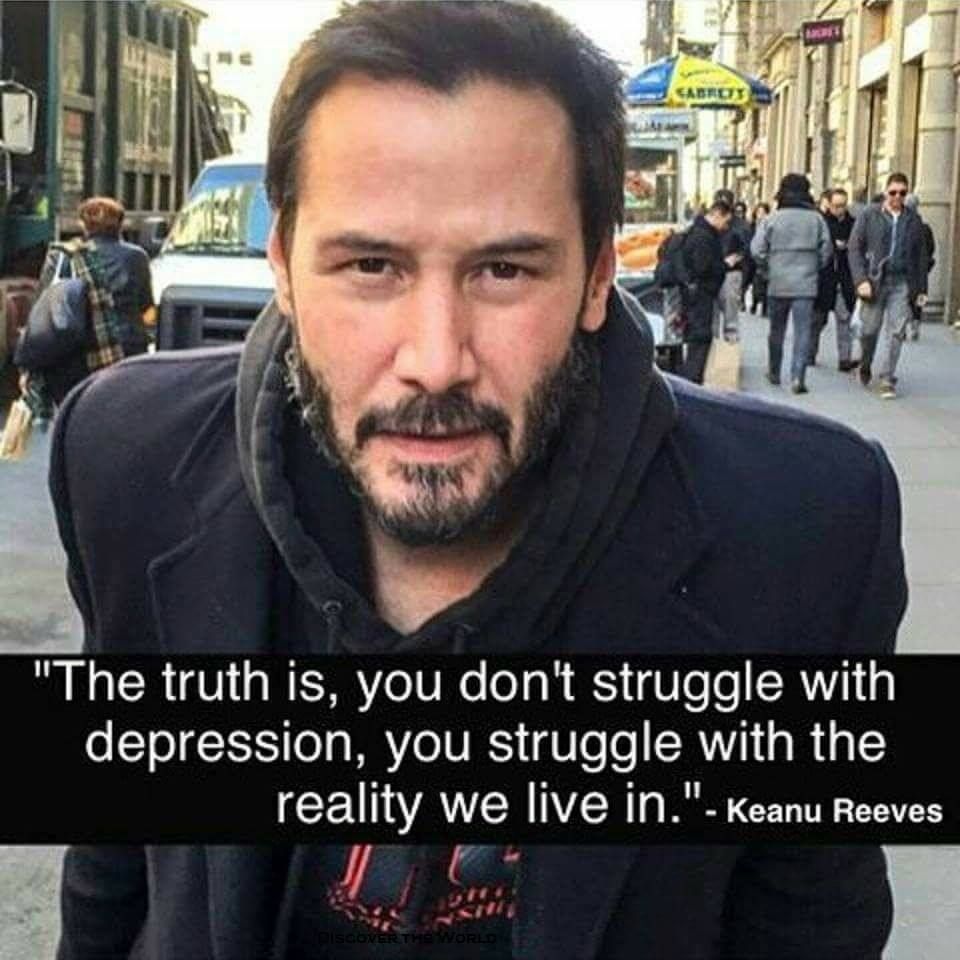 SABRETT
"The truth is, you don't struggle with
depression, you struggle with the
reality we live in."- Keanu Reeves
DISCOVER THE WORLD